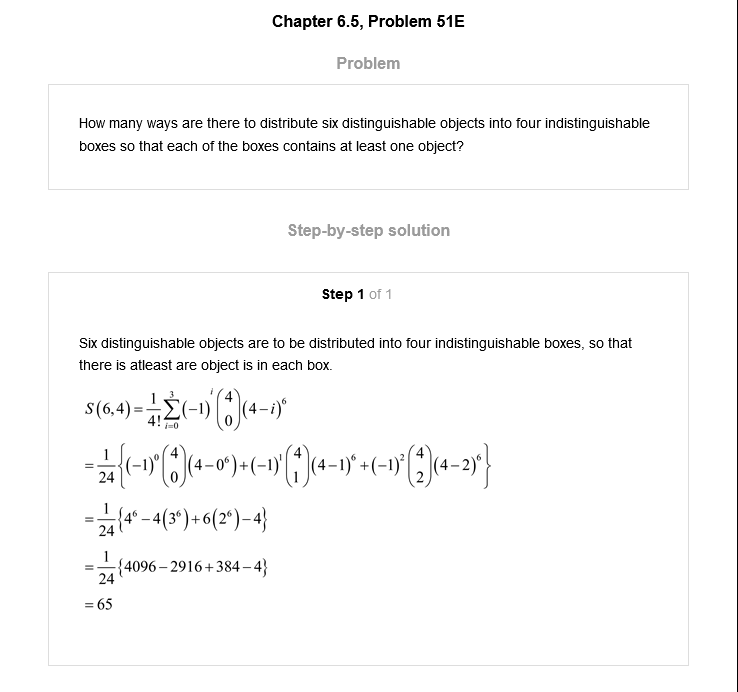 Chapter 6.5, Problem 51E
Problem
How many ways are there to distribute six distinguishable objects into four indistinguishable
boxes so that each of the boxes contains at least one object?
Step-by-step solution
Step 1 of 1
Six distinguishable objects are to be distributed into four indistinguishable boxes, so that
there is atleast are object is in each box.
S(6,4) = \frac{1}{4!} \sum_{i=0}^{3} (-1)^{i} \binom{4}{0} (4-i)^{6}
= \frac{1}{24} \left\{ (-1)^{0} \binom{4}{0} (4-0^{6}) + (-1)^{1} \binom{4}{1} (4-1)^{6} + (-1)^{2} \binom{4}{2} (4-2)^{6} \right\}
= \frac{1}{24} \{4^{6} - 4(3^{6}) + 6(2^{6}) - 4\}
= \frac{1}{24} \{4096 - 2916 + 384 - 4\}
= 65